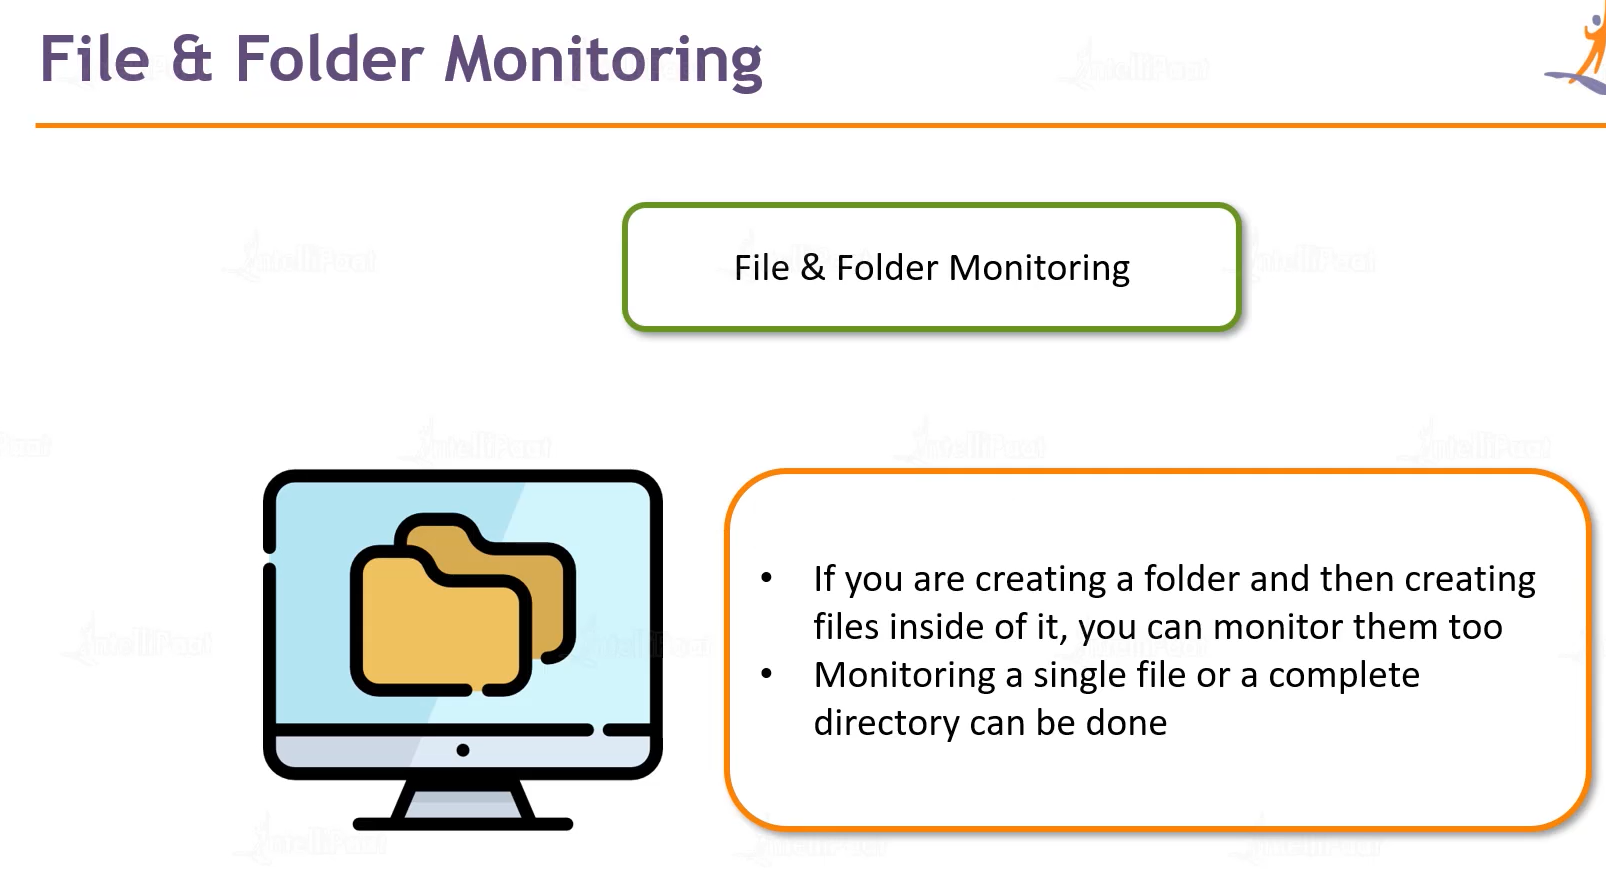 File & Folder Monitoring
File & Folder Monitoring
• If you are creating a folder and then creating
files inside of it, you can monitor them too
• Monitoring a single file or a complete
directory can be done